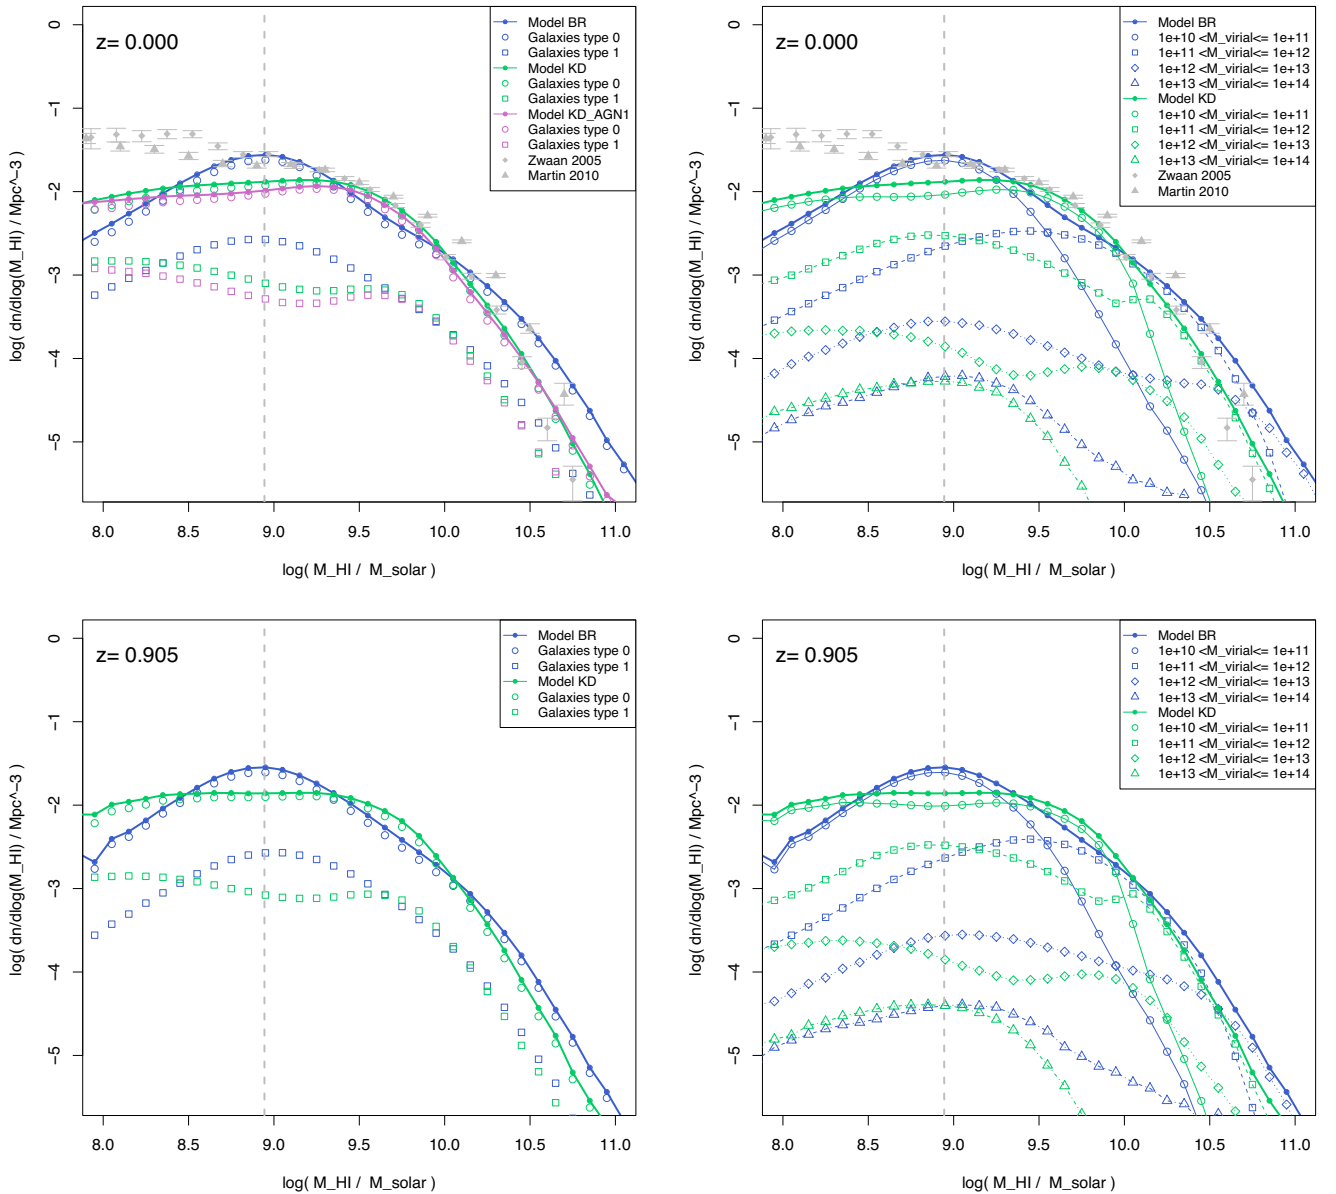 z= 0.000
Model BR
Galaxies type 0
Galaxies type 1
Model KD
Galaxies type 0
Galaxies type 1
Model KD_AGN1
Galaxies type 0
Galaxies type 1
Zwaan 2005
Martin 2010
0
−1
−2
−3
−4
−5
log( dn/dlog(M_HI) / Mpc^−3 )
8.0 8.5 9.0 9.5 10.0 10.5 11.0
log( M_HI / M_solar )
z= 0.000
Model BR
1e+10 <M_virial<= 1e+11
1e+11 <M_virial<= 1e+12
1e+12 <M_virial<= 1e+13
1e+13 <M_virial<= 1e+14
Model KD
1e+10 <M_virial<= 1e+11
1e+11 <M_virial<= 1e+12
1e+12 <M_virial<= 1e+13
1e+13 <M_virial<= 1e+14
Zwaan 2005
Martin 2010
0
−1
−2
−3
−4
−5
log( dn/dlog(M_HI) / Mpc^−3 )
8.0 8.5 9.0 9.5 10.0 10.5 11.0
log( M_HI / M_solar )
z= 0.905
Model BR
Galaxies type 0
Galaxies type 1
Model KD
Galaxies type 0
Galaxies type 1
0
−1
−2
−3
−4
−5
log( dn/dlog(M_HI) / Mpc^−3 )
8.0 8.5 9.0 9.5 10.0 10.5 11.0
log( M_HI / M_solar )
z= 0.905
Model BR
1e+10 <M_virial<= 1e+11
1e+11 <M_virial<= 1e+12
1e+12 <M_virial<= 1e+13
1e+13 <M_virial<= 1e+14
Model KD
1e+10 <M_virial<= 1e+11
1e+11 <M_virial<= 1e+12
1e+12 <M_virial<= 1e+13
1e+13 <M_virial<= 1e+14
0
−1
−2
−3
−4
−5
log( dn/dlog(M_HI) / Mpc^−3 )
8.0 8.5 9.0 9.5 10.0 10.5 11.0
log( M_HI / M_solar )